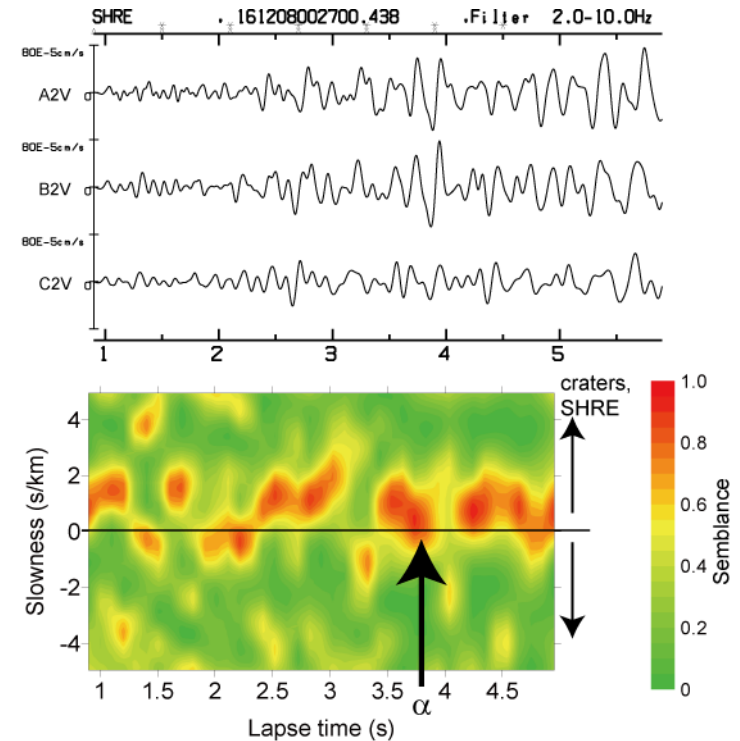 SHRE . 161208002700.438 .Filter 2.0-10.0Hz
80E-5cm/s
A2V 0
80E-5cm/s
B2V 0
80E-5cm/s
C2V 0
1 2 3 4 5
craters,
SHRE
Slowness (s/km)
4
2
0
-2
-4
1 1.5 2 2.5 3 3.5 4 4.5
α
Lapse time (s)
1.0
0.8
0.6
0.4
0.2
0
Semblance